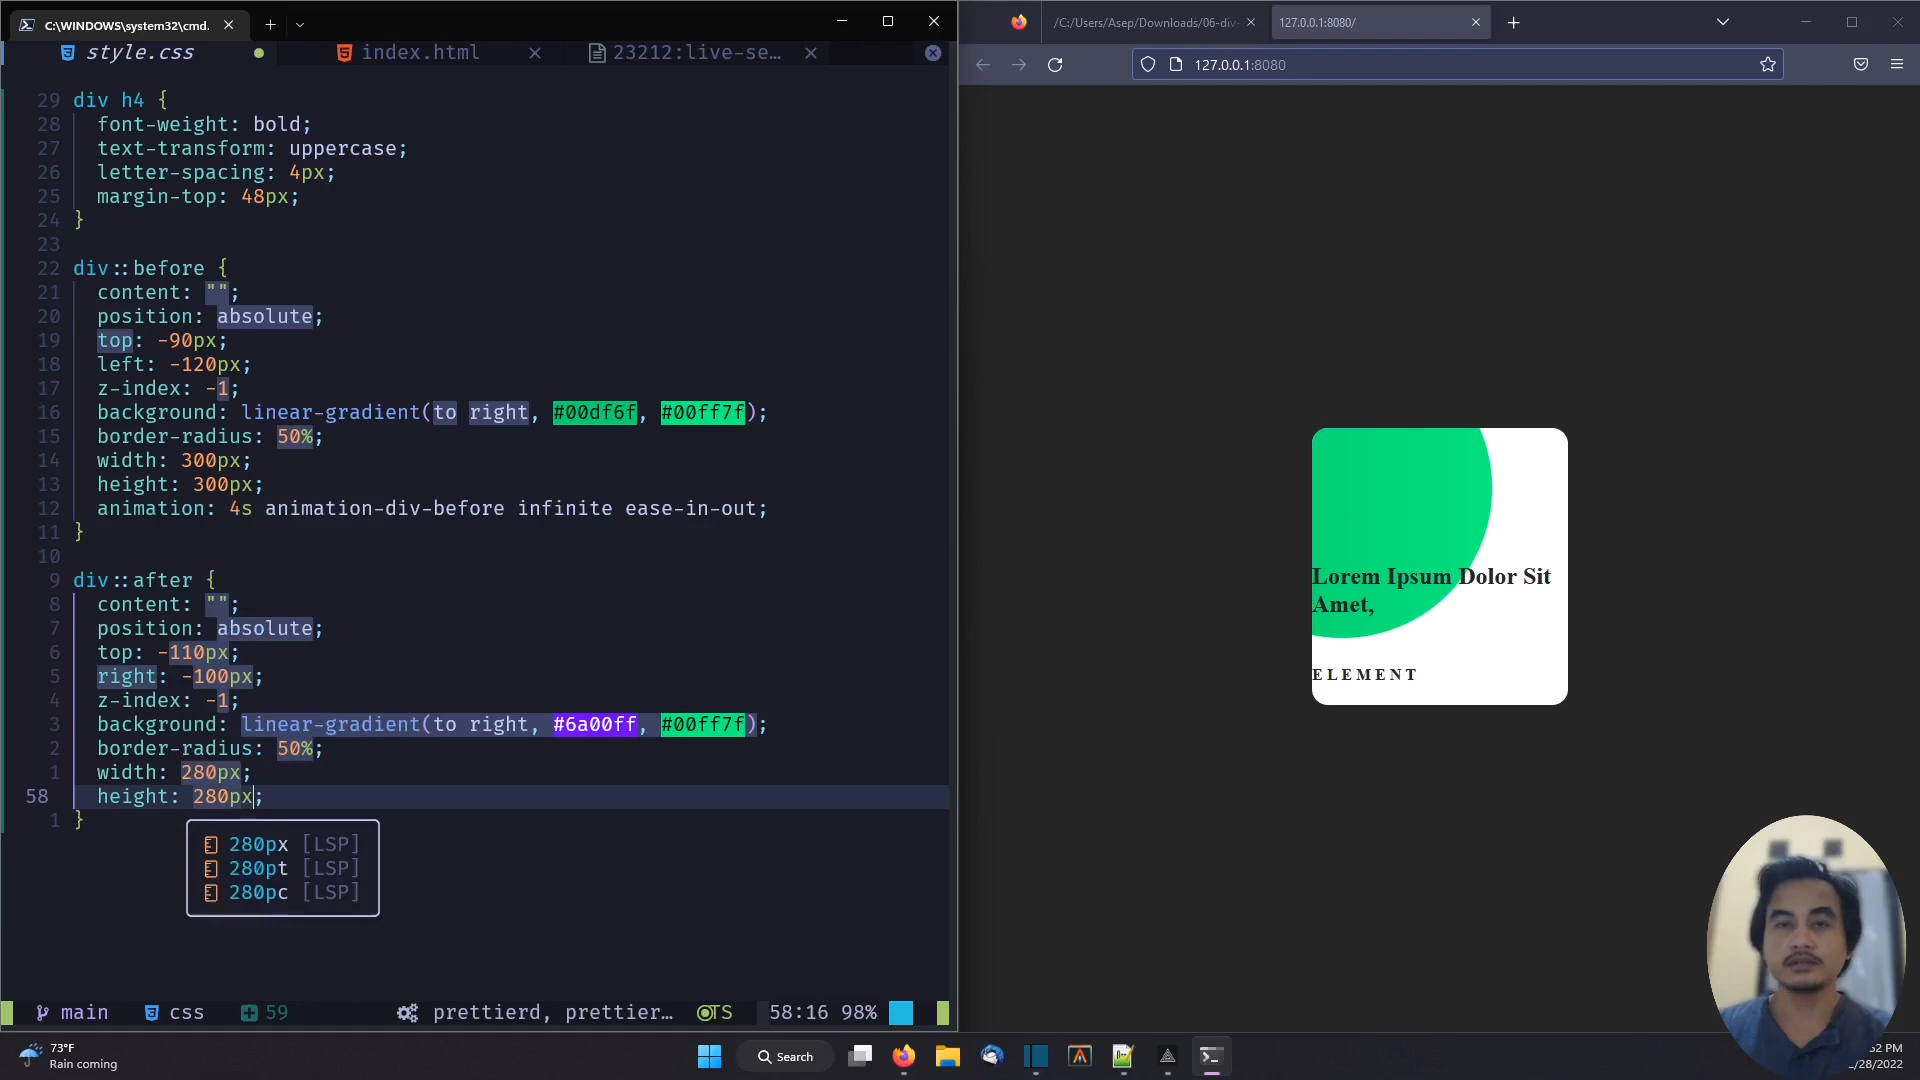 C:\WINDOWS\system32\cmd.
style.css
index.html
23212:live-se...
29 div h4 {
28 font-weight: bold;
27 text-transform: uppercase;
26 letter-spacing: 4px;
25 margin-top: 48px;
24 }
23
22 div::before {
21 content: "";
20 position: absolute;
19 top: -90px;
18 left: -120px;
17 z-index: -1;
16 background: linear-gradient(to right, #00df6f, #00ff7f);
15 border-radius: 50%;
14 width: 300px;
13 height: 300px;
12 animation: 4s animation-div-before infinite ease-in-out;
11 }
10
9 div::after {
8 content: "";
7 position: absolute;
6 top: -110px;
5 right: -100px;
4 z-index: -1;
3 background: linear-gradient(to right, #6a00ff, #00ff7f);
2 border-radius: 50%;
1 width: 280px;
58 height: 280px;
1 }
280px [LSP]
280pt [LSP]
280pc [LSP]
main css 59 prettierd, prettier... TS 58:16 98%
/C:/Users/Asep/Downloads/06-div-
127.0.0.1:8080/
127.0.0.1:8080
Lorem Ipsum Dolor Sit
Amet,
ELEMENT
73°F
Rain coming
Search
52 PM
/28/2022